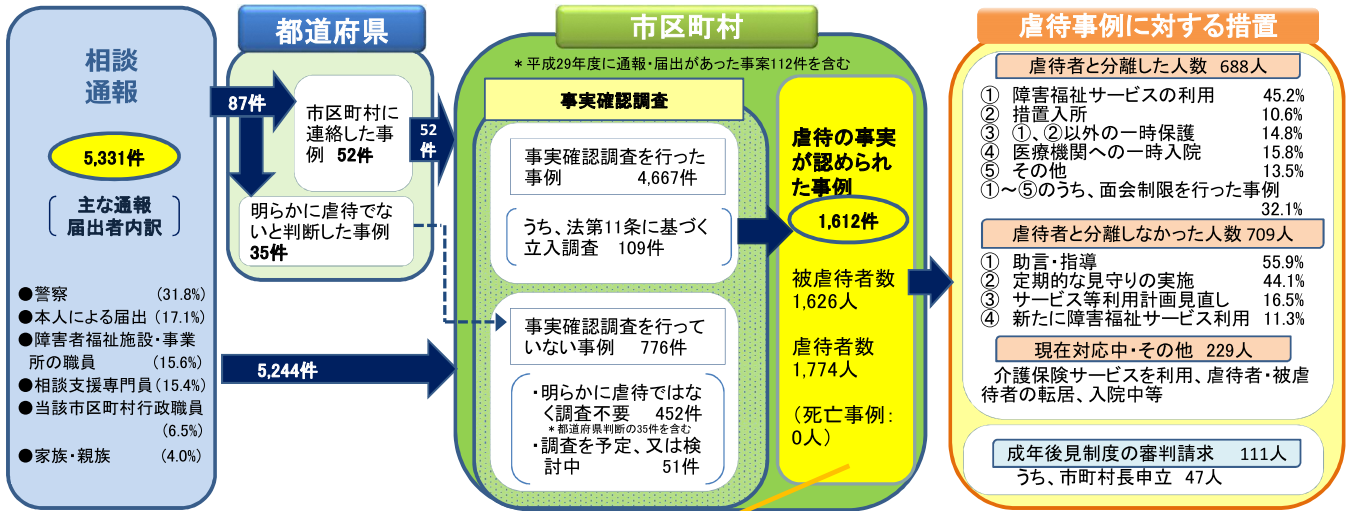 相談
通報
5,331件
主な通報
届出者内訳
●警察 (31.8%)
●本人による届出 (17.1%)
●障害者福祉施設・事業
所の職員 (15.6%)
●相談支援専門員 (15.4%)
●当該市区町村行政職員
(6.5%)
●家族・親族 (4.0%)
都道府県
87件
市区町村に
連絡した事
例 52件
52
件
明らかに虐待でな
いと判断した事例
35件
5,244件
市区町村
*平成29年度に通報・届出があった事案112件を含む
事実確認調査
事実確認調査を行った
事例 4,667件
うち、法第11条に基づく
立入調査 109件
事実確認調査を行って
いない事例 776件
・明らかに虐待ではな
く調査不要 452件
*都道府県判断の35件を含む
・調査を予定、又は検
討中 51件
虐待の事実
が認められ
た事例
1,612件
被虐待者数
1,626人
虐待者数
1,774人
(死亡事例:
0人)
虐待事例に対する措置
虐待者と分離した人数 688人
① 障害福祉サービスの利用 45.2%
② 措置入所 10.6%
③ ①、②以外の一時保護 14.8%
④ 医療機関への一時入院 15.8%
⑤ その他 13.5%
①~⑤のうち、面会制限を行った事例
32.1%
虐待者と分離しなかった人数 709人
① 助言・指導 55.9%
② 定期的な見守りの実施 44.1%
③ サービス等利用計画見直し 16.5%
④ 新たに障害福祉サービス利用 11.3%
現在対応中・その他 229人
介護保険サービスを利用、虐待者・被虐
待者の転居、入院中等
成年後見制度の審判請求 111人
うち、市町村長申立 47人